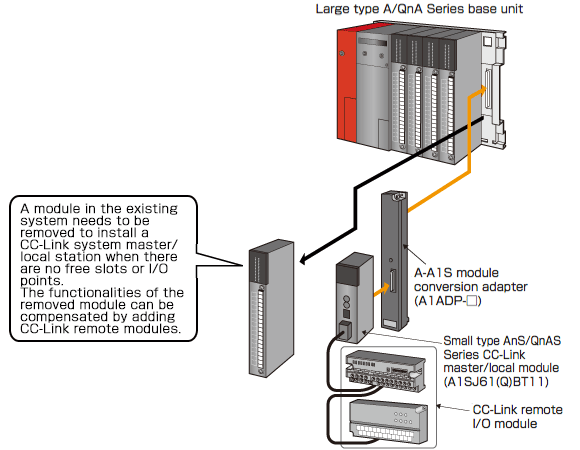 Large type A/QnA Series base unit
A module in the existing
system needs to be
removed to install a
CC-Link system master/
local station when there
are no free slots or I/O
points.
The functionalities of the
removed module can be
compensated by adding
CC-Link remote modules.
A-A1S module
conversion adapter
(A1ADP-□)
Small type AnS/QnAS
Series CC-Link
master/local module
(A1SJ61(Q)BT11)
CC-Link remote
I/O module